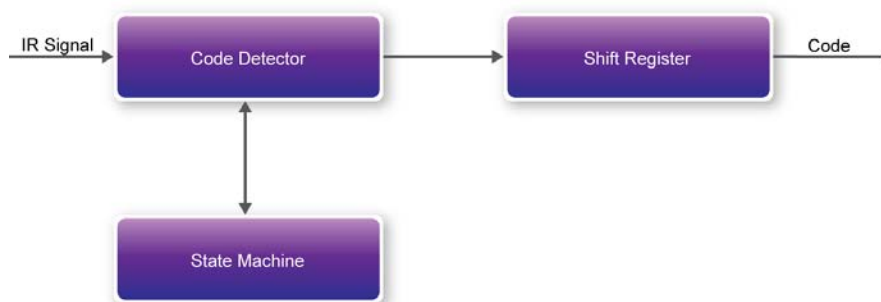 IR Signal
Code Detector
Shift Register
Code
State Machine